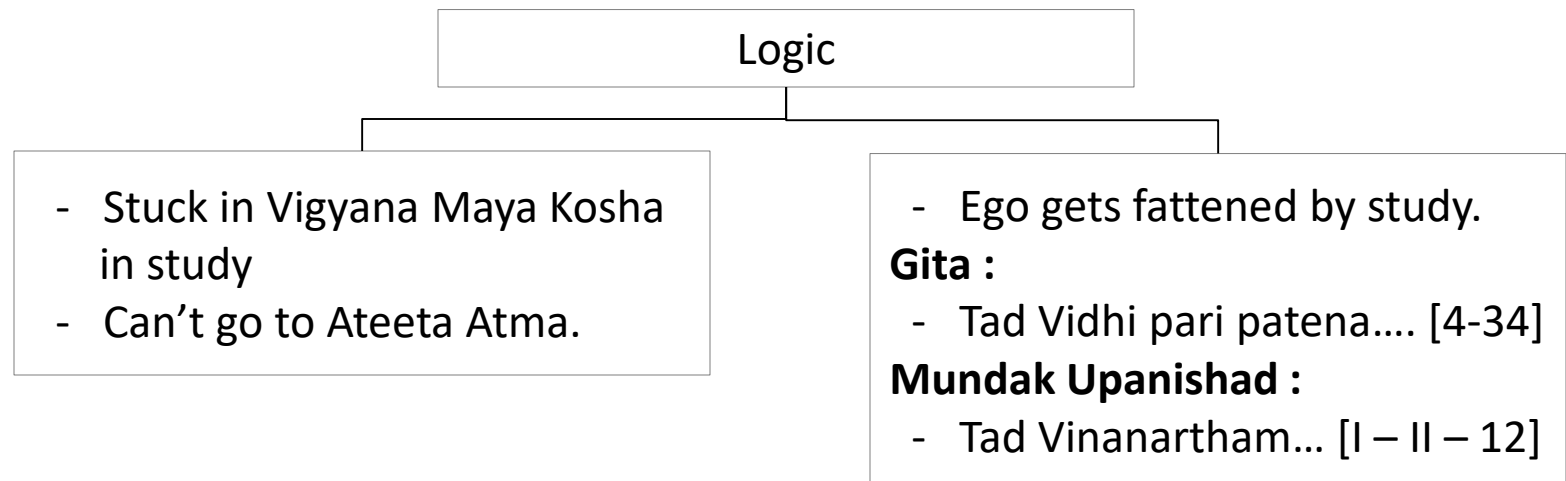 Logic
- Stuck in Vigyana Maya Kosha
in study
- Can’t go to Ateeta Atma.
- Ego gets fattened by study.
Gita :
- Tad Vidhi pari patena.... [4-34]
Mundak Upanishad :
- Tad Vinanartham... [I – II – 12]